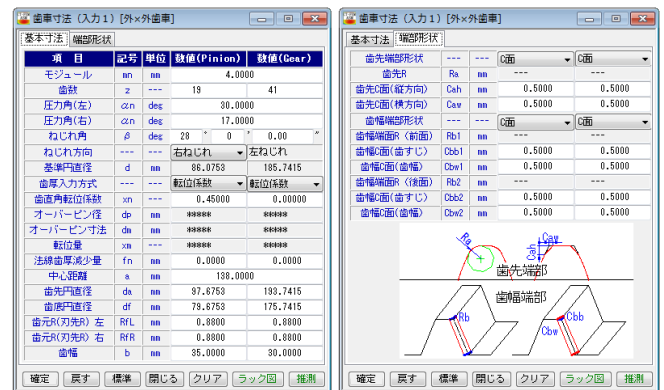 歯車寸法 (入力1) [外×外歯車]
基本寸法 端部形状
項 目 記号 単位 数値(Pinion) 数値(Gear)
モジュール mn mm 4.0000
歯数 z --- 19 41
圧力角(左) αn deg 30.0000
圧力角(右) αn deg 17.0000
ねじれ角 β deg 28 ° 0 ' 0.00 "
ねじれ方向 --- --- 右ねじれ 左ねじれ
基準円直径 d mm 86.0753 185.7415
歯厚入力方式 --- --- 転位係数 転位係数
歯直角転位係数 xn --- 0.45000 0.00000
オーバーピン径 dp mm ***** *****
オーバーピン寸法 dm mm ***** *****
転位量 xm --- ***** *****
法線歯厚減少量 fn mm 0.0000 0.0000
中心距離 a mm 138.0000
歯先円直径 da mm 97.6753 193.7415
歯底円直径 df mm 79.6753 175.7415
歯元R(刃先R) 左 RfL mm 0.8800 0.8800
歯元R(刃先R) 右 RfR mm 0.8800 0.8800
歯幅 b mm 35.0000 30.0000
確定 戻す 標準 閉じる クリア ラック図 推測
歯車寸法 (入力1) [外×外歯車]
基本寸法 端部形状
歯先端部形状 --- --- C面 C面
歯先R Ra mm --- ---
歯先C面(縦方向) Cah mm 0.5000 0.5000
歯先C面(横方向) Caw mm 0.5000 0.5000
歯幅端部形状 --- --- C面 C面
歯幅端面R (前面) Rb1 mm --- ---
歯幅C面(歯すじ) Cbb1 mm 0.5000 0.5000
歯幅C面(歯幅) Cbw1 mm 0.5000 0.5000
歯幅端面R (後面) Rb2 mm --- ---
歯幅C面(歯すじ) Cbb2 mm 0.5000 0.5000
歯幅C面(歯幅) Cbw2 mm 0.5000 0.5000
Ra Cah Caw
歯先端部
歯幅端部
Rb Cbw Cbb
確定 戻す 標準 閉じる クリア ラック図 推測